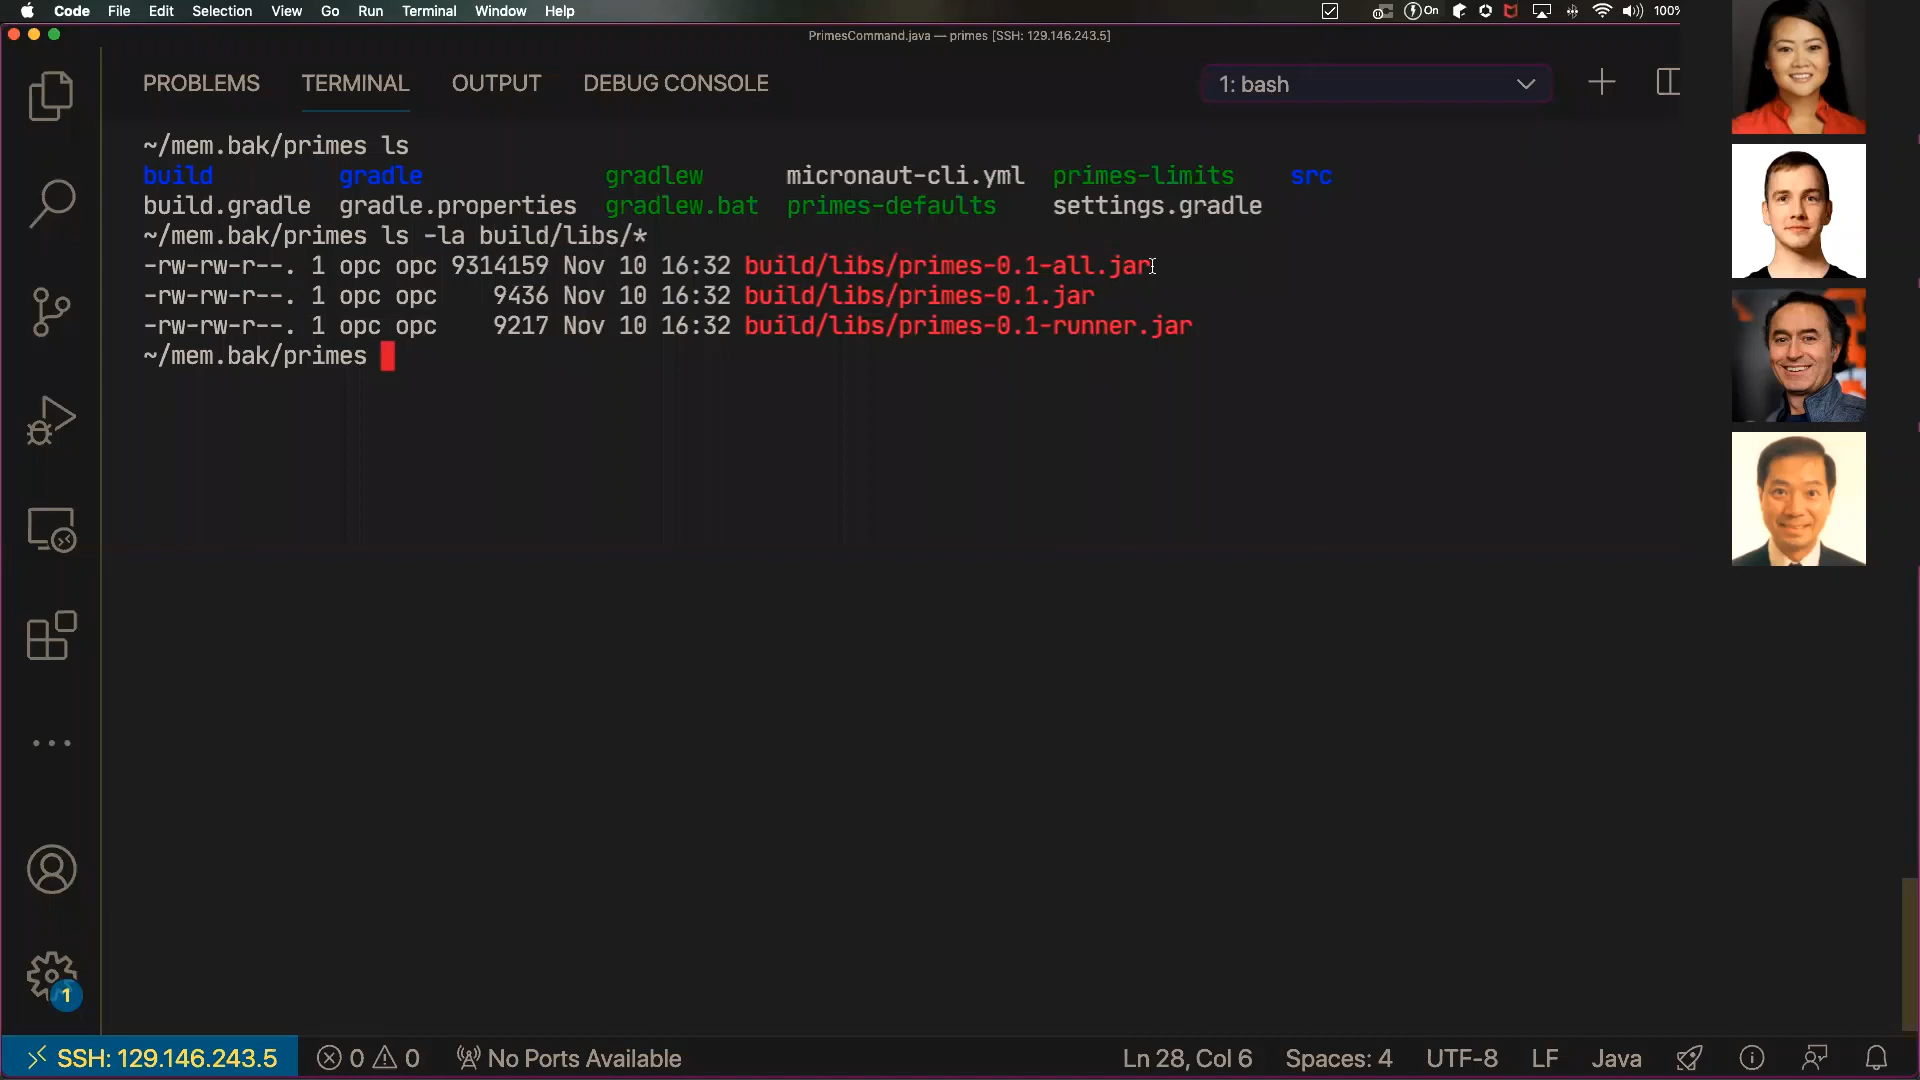 Code File Edit Selection View Go Run Terminal Window Help On 100%
PrimesCommand.java — primes [SSH: 129.146.243.5]
PROBLEMS TERMINAL OUTPUT DEBUG CONSOLE 1: bash
~/mem.bak/primes ls
build gradle gradlew micronaut-cli.yml primes-limits src
build.gradle gradle.properties gradlew.bat primes-defaults settings.gradle
~/mem.bak/primes ls -la build/libs/*
-rw-rw-r--. 1 opc opc 9314159 Nov 10 16:32 build/libs/primes-0.1-all.jar
-rw-rw-r--. 1 opc opc 9436 Nov 10 16:32 build/libs/primes-0.1.jar
-rw-rw-r--. 1 opc opc 9217 Nov 10 16:32 build/libs/primes-0.1-runner.jar
~/mem.bak/primes
1
SSH: 129.146.243.5 0 0 No Ports Available Ln 28, Col 6 Spaces: 4 UTF-8 LF Java